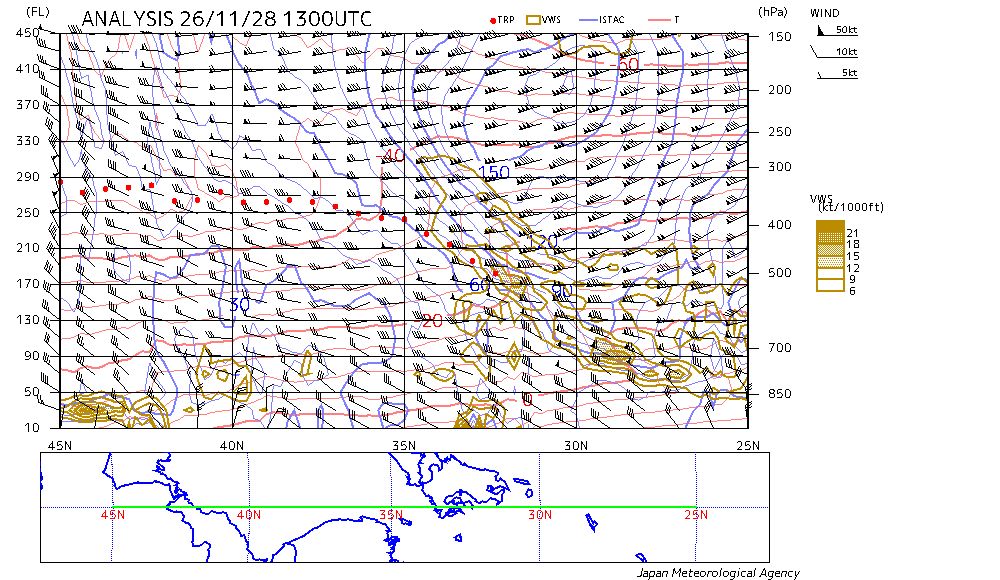 (FL) ANALYSIS 26/11/28 1300UTC TRP VWS ISTAC T (hPa) WIND
450 150 50kt
410 -60 10kt
370 200 5kt
330 250
290 -40 150 300
250 400
210 120 500
170 60 90
130 30 20
90 700
50 0 850
10
45N 40N 35N 30N 25N
VWS
(kt/1000ft)
21
18
15
12
9
6
45N 40N 35N 30N 25N
Japan Meteorological Agency